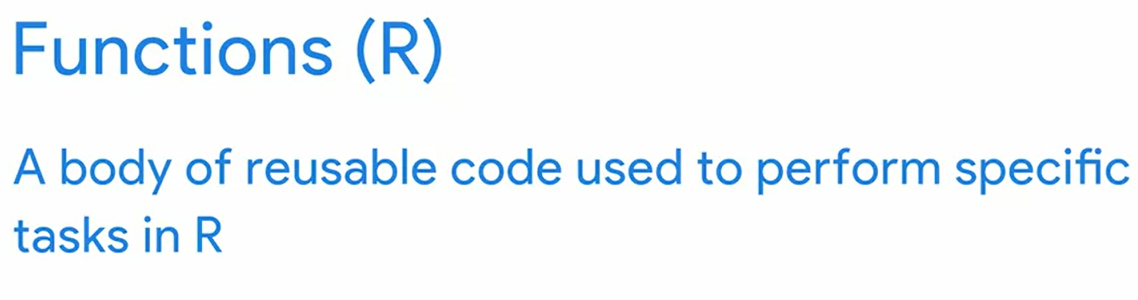 Functions (R)
A body of reusable code used to perform specific
tasks in R